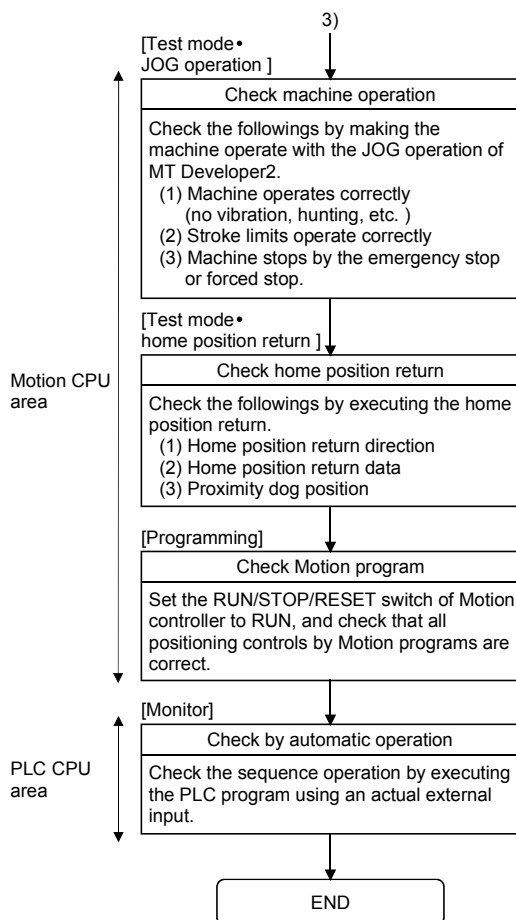 3)
[Test mode•
JOG operation ]
Check machine operation
Check the followings by making the
machine operate with the JOG operation of
MT Developer2.
(1) Machine operates correctly
(no vibration, hunting, etc. )
(2) Stroke limits operate correctly
(3) Machine stops by the emergency stop
or forced stop.
[Test mode•
home position return ]
Check home position return
Check the followings by executing the home
position return.
(1) Home position return direction
(2) Home position return data
(3) Proximity dog position
Motion CPU
area
[Programming]
Check Motion program
Set the RUN/STOP/RESET switch of Motion
controller to RUN, and check that all
positioning controls by Motion programs are
correct.
[Monitor]
Check by automatic operation
Check the sequence operation by executing
the PLC program using an actual external
input.
PLC CPU
area
END